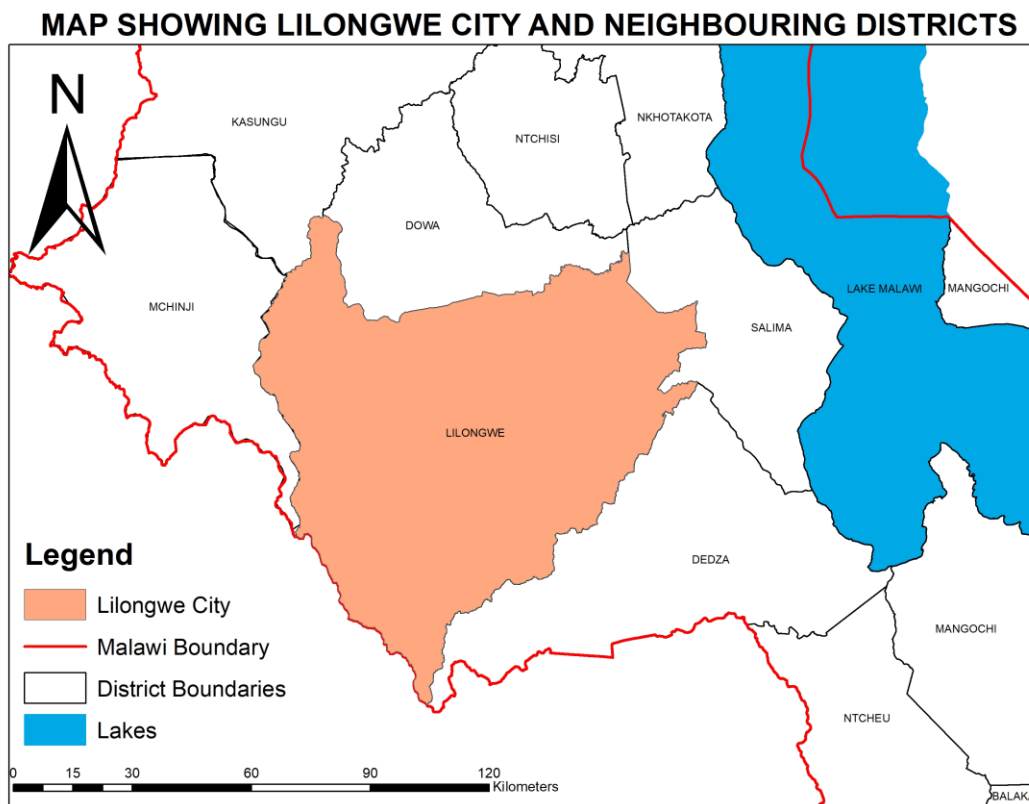 MAP SHOWING LILONGWE CITY AND NEIGHBOURING DISTRICTS
N
KASUNGU
NTCHISI
NKHOTAKOTA
DOWA
MCHINJI
LAKE MALAWI
MANGOCHI
SALIMA
LILONGWE
DEDZA
MANGOCHI
NTCHEU
BALAK
Legend
Lilongwe City
Malawi Boundary
District Boundaries
Lakes
0 15 30 60 90 120
Kilometers